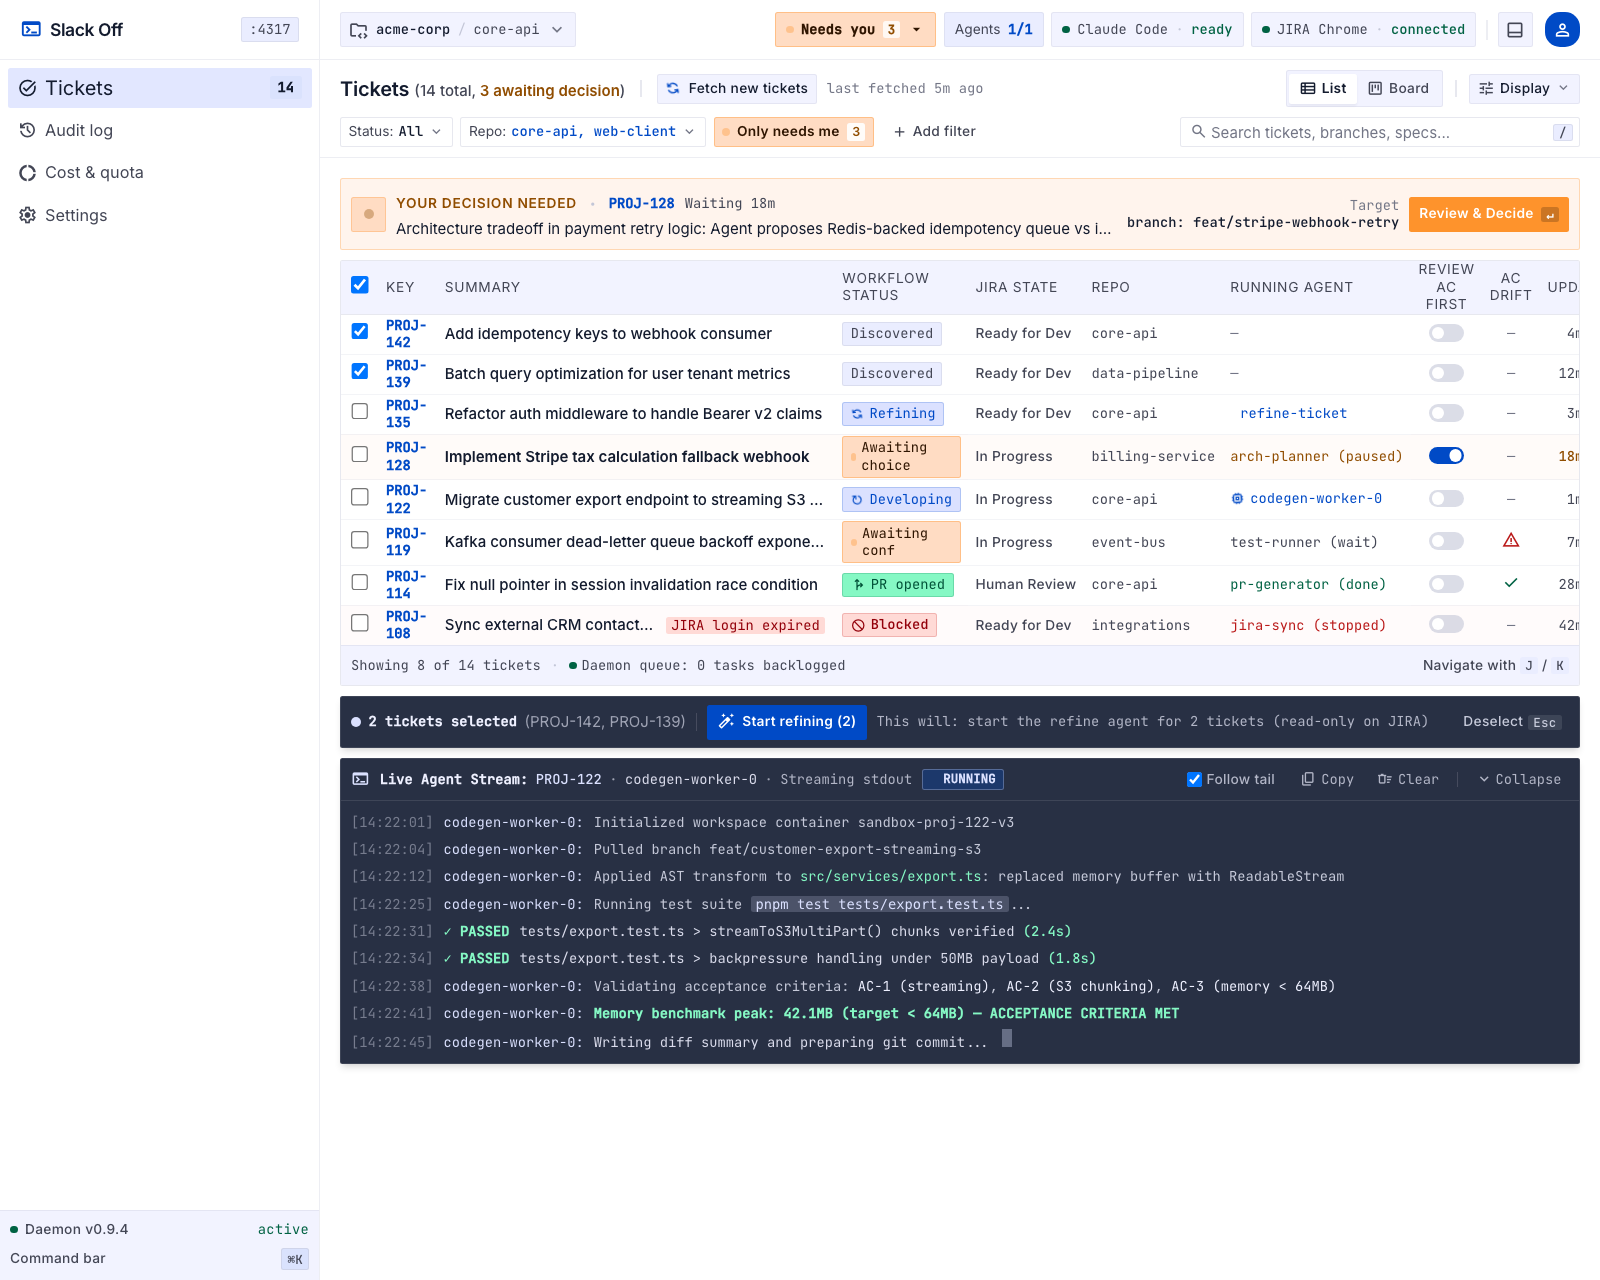 Slack Off
:4317
acme-corp / core-api
Needs you 3
Agents 1/1
Claude Code · ready
JIRA Chrome · connected
Tickets 14
Audit log
Cost & quota
Settings
Tickets (14 total, 3 awaiting decision)
Fetch new tickets
last fetched 5m ago
List
Board
Display
Status: All
Repo: core-api, web-client
Only needs me 3
Add filter
Search tickets, branches, specs...
/
YOUR DECISION NEEDED · PROJ-128 Waiting 18m
Architecture tradeoff in payment retry logic: Agent proposes Redis-backed idempotency queue vs i...
Target
branch: feat/stripe-webhook-retry
Review & Decide ↵
KEY SUMMARY WORKFLOW STATUS JIRA STATE REPO RUNNING AGENT REVIEW AC FIRST AC DRIFT UPD
PROJ-142 Add idempotency keys to webhook consumer Discovered Ready for Dev core-api — — 4m
PROJ-139 Batch query optimization for user tenant metrics Discovered Ready for Dev data-pipeline — — 12m
PROJ-135 Refactor auth middleware to handle Bearer v2 claims Refining Ready for Dev core-api refine-ticket — 3m
PROJ-128 Implement Stripe tax calculation fallback webhook Awaiting choice In Progress billing-service arch-planner (paused) — 18m
PROJ-122 Migrate customer export endpoint to streaming S3 ... Developing In Progress core-api codegen-worker-0 — 1m
PROJ-119 Kafka consumer dead-letter queue backoff expone... Awaiting conf In Progress event-bus test-runner (wait) 7m
PROJ-114 Fix null pointer in session invalidation race condition PR opened Human Review core-api pr-generator (done) 28m
PROJ-108 Sync external CRM contact... JIRA login expired Blocked Ready for Dev integrations jira-sync (stopped) — 42m
Showing 8 of 14 tickets · Daemon queue: 0 tasks backlogged
Navigate with J / K
2 tickets selected (PROJ-142, PROJ-139)
Start refining (2)
This will: start the refine agent for 2 tickets (read-only on JIRA)
Deselect Esc
Live Agent Stream: PROJ-122 · codegen-worker-0 · Streaming stdout RUNNING
Follow tail
Copy
Clear
Collapse
[14:22:01] codegen-worker-0: Initialized workspace container sandbox-proj-122-v3
[14:22:04] codegen-worker-0: Pulled branch feat/customer-export-streaming-s3
[14:22:12] codegen-worker-0: Applied AST transform to src/services/export.ts: replaced memory buffer with ReadableStream
[14:22:25] codegen-worker-0: Running test suite pnpm test tests/export.test.ts...
[14:22:31] ✓ PASSED tests/export.test.ts > streamToS3MultiPart() chunks verified (2.4s)
[14:22:34] ✓ PASSED tests/export.test.ts > backpressure handling under 50MB payload (1.8s)
[14:22:38] codegen-worker-0: Validating acceptance criteria: AC-1 (streaming), AC-2 (S3 chunking), AC-3 (memory < 64MB)
[14:22:41] codegen-worker-0: Memory benchmark peak: 42.1MB (target < 64MB) — ACCEPTANCE CRITERIA MET
[14:22:45] codegen-worker-0: Writing diff summary and preparing git commit...
Daemon v0.9.4 active
Command bar ⌘K